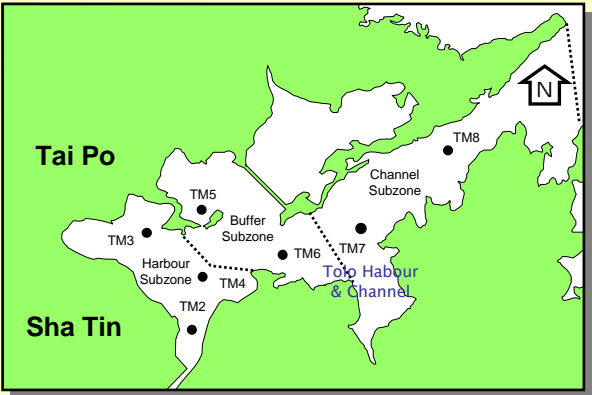 N
TM8
Tai Po
Channel
Subzone
TM5
Buffer
Subzone
TM3
TM6
TM7
Harbour
Subzone
TM4
Tolo Habour
& Channel
TM2
Sha Tin